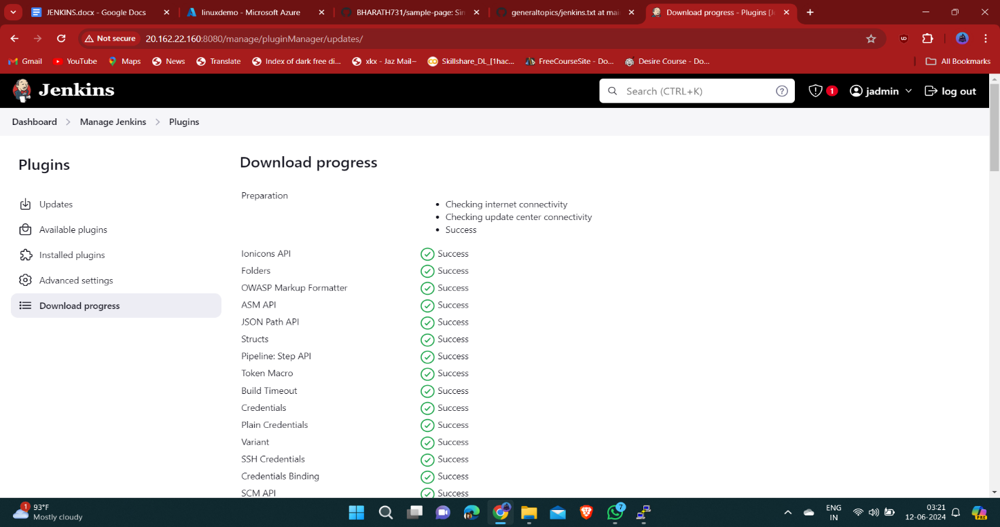 JENKINS.docx - Google Docs
linuxdemo - Microsoft Azure
BHARATH731/sample-page: Sin
generaltopics/jenkins.txt at mai
Download progress - Plugins [Je
Not secure
20.162.22.160:8080/manage/pluginManager/updates/
Gmail
YouTube
Maps
News
Translate
Index of dark free di...
xkx - Jaz Mail~
Skillshare_DL_[1hac...
FreeCourseSite - Do...
Desire Course - Do...
All Bookmarks
Jenkins
Search (CTRL+K)
1
jadmin
log out
Dashboard > Manage Jenkins > Plugins
Plugins
Updates
Available plugins
Installed plugins
Advanced settings
Download progress
Download progress
Preparation
• Checking internet connectivity
• Checking update center connectivity
• Success
Ionicons API Success
Folders Success
OWASP Markup Formatter Success
ASM API Success
JSON Path API Success
Structs Success
Pipeline: Step API Success
Token Macro Success
Build Timeout Success
Credentials Success
Plain Credentials Success
Variant Success
SSH Credentials Success
Credentials Binding Success
SCM API Success
1
93°F
Mostly cloudy
7
ENG
IN
03:21
12-06-2024
PRE